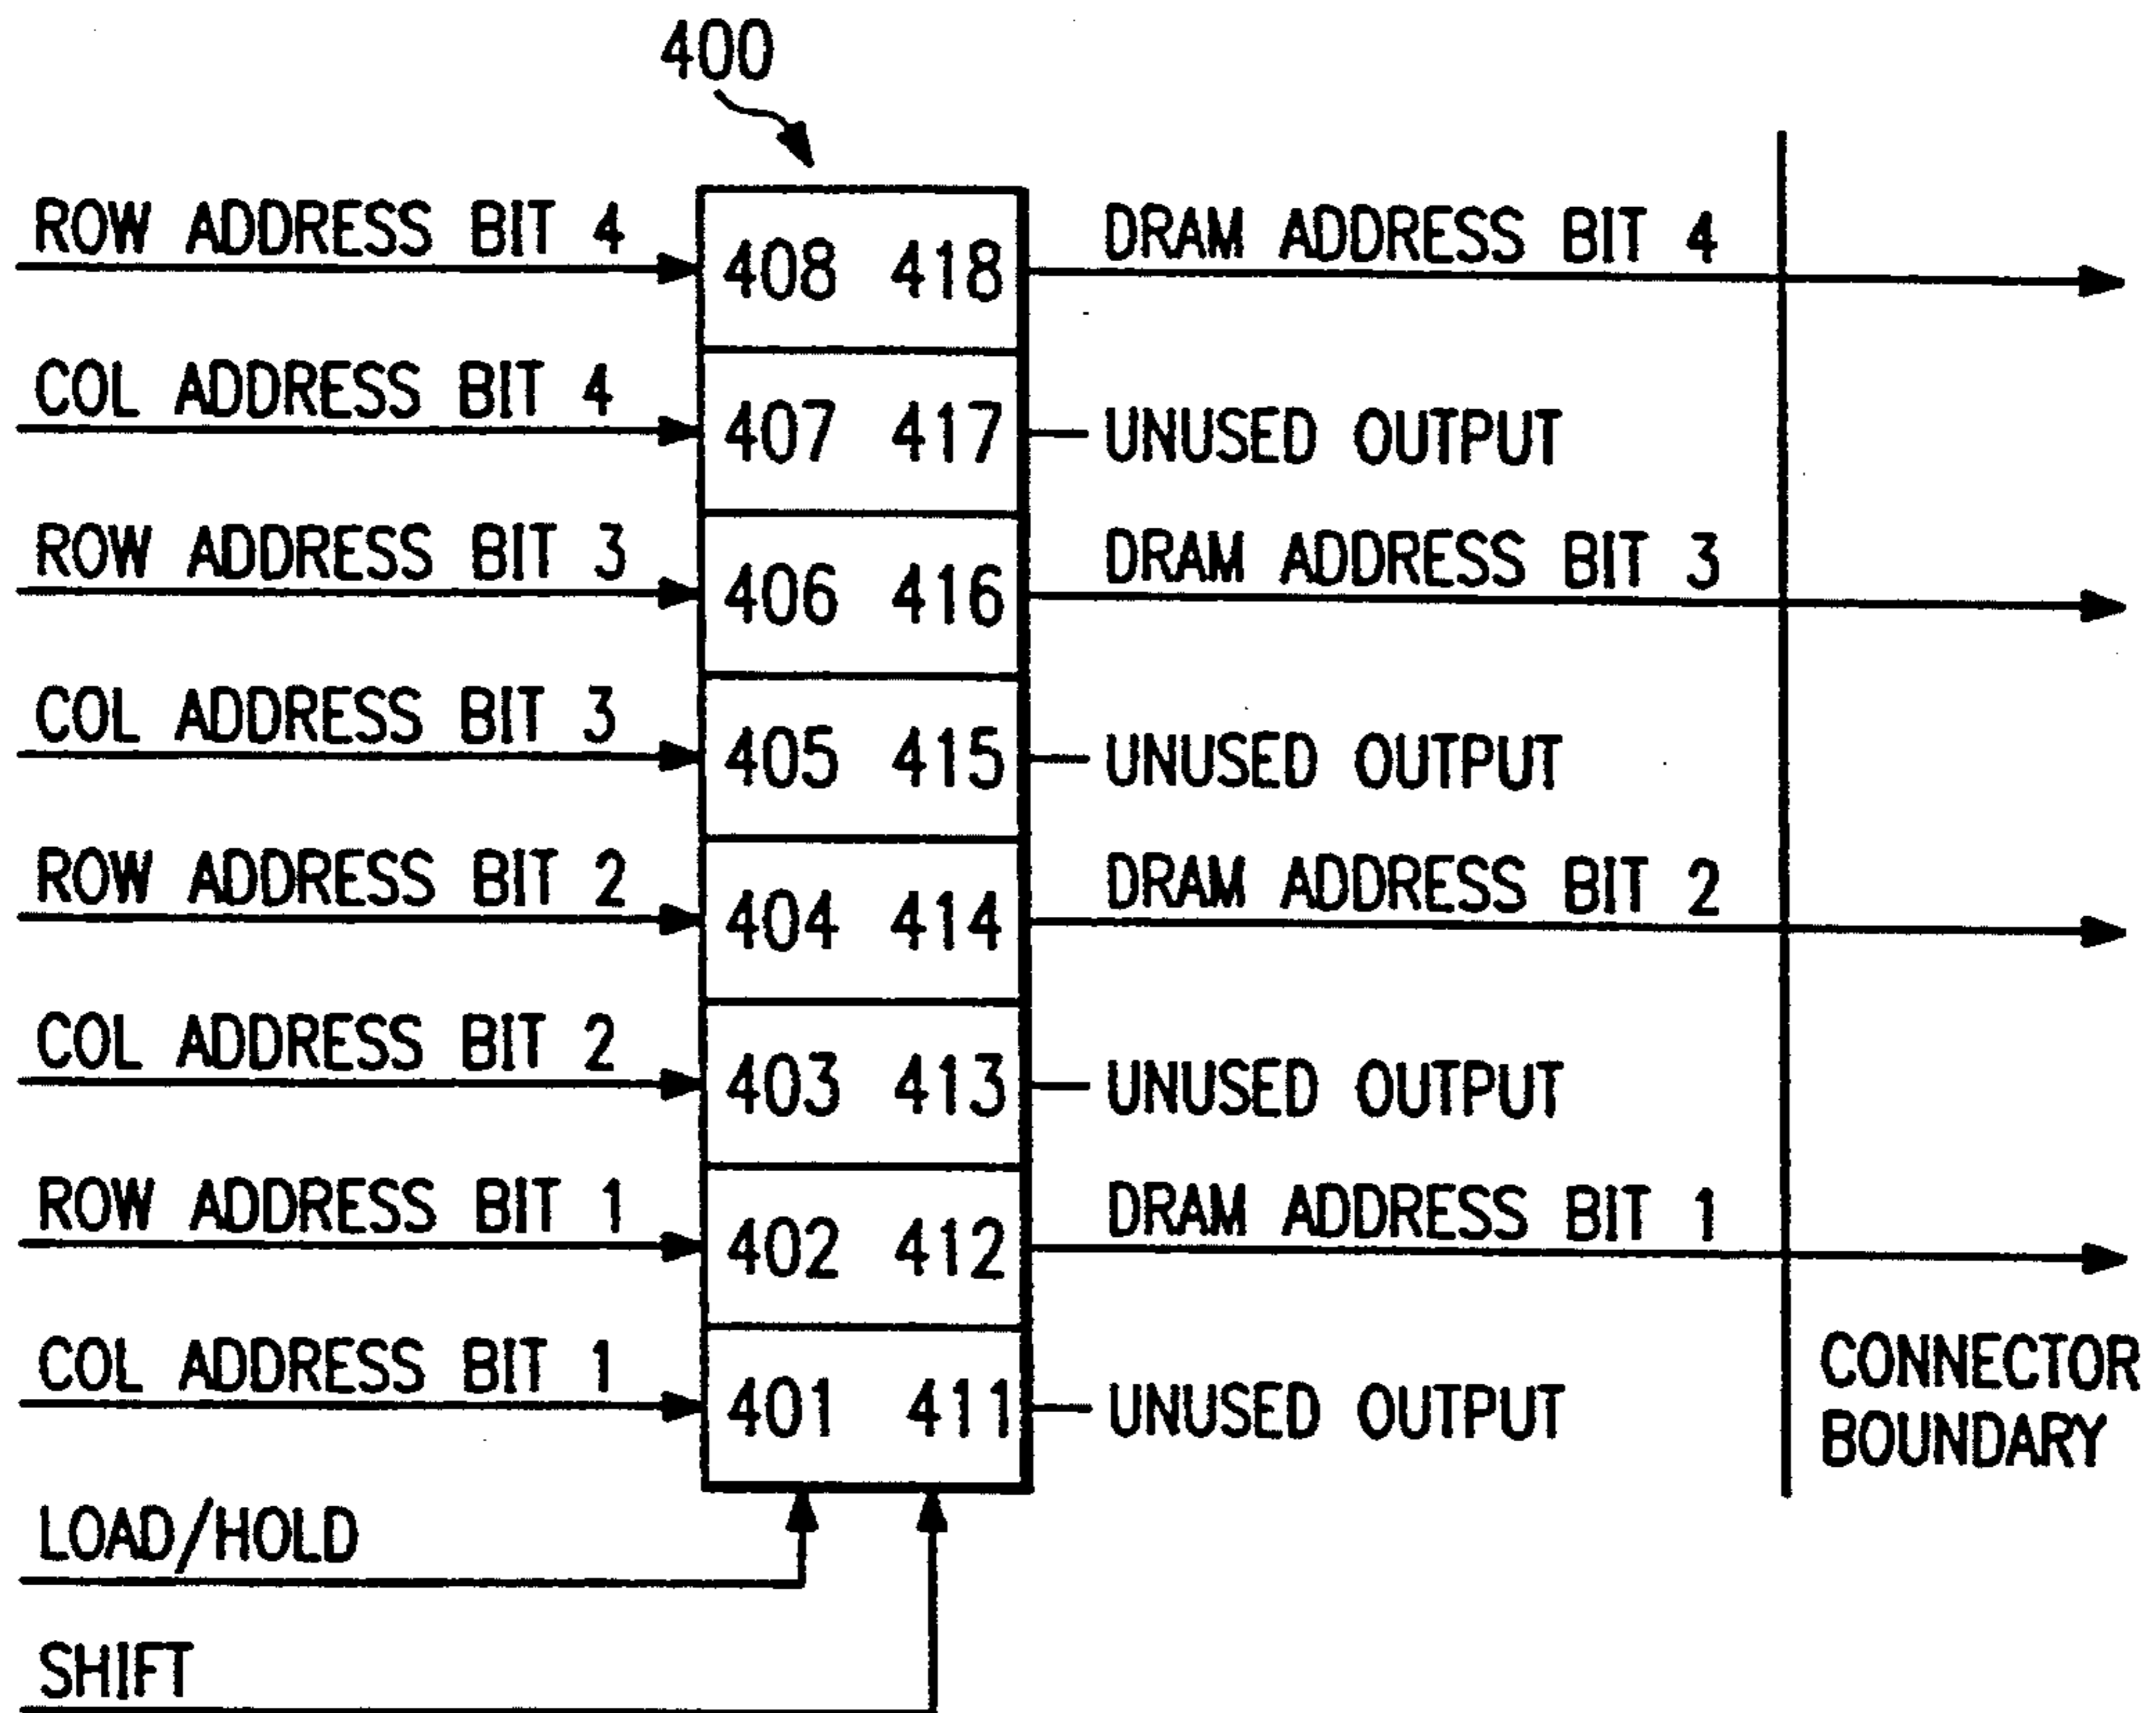 400
ROW ADDRESS BIT 4
408 418
DRAM ADDRESS BIT 4
COL ADDRESS BIT 4
407 417
UNUSED OUTPUT
ROW ADDRESS BIT 3
406 416
DRAM ADDRESS BIT 3
COL ADDRESS BIT 3
405 415
UNUSED OUTPUT
ROW ADDRESS BIT 2
404 414
DRAM ADDRESS BIT 2
COL ADDRESS BIT 2
403 413
UNUSED OUTPUT
ROW ADDRESS BIT 1
402 412
DRAM ADDRESS BIT 1
COL ADDRESS BIT 1
401 411
UNUSED OUTPUT
CONNECTOR
BOUNDARY
LOAD/HOLD
SHIFT